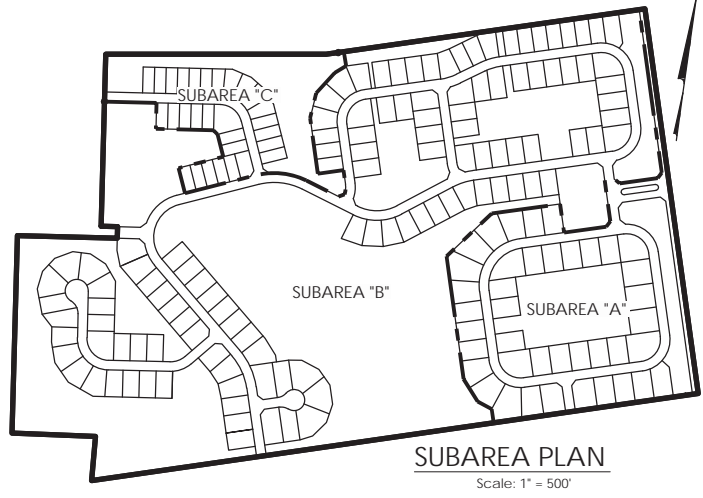 SUBAREA "C"
SUBAREA "B"
SUBAREA "A"
SUBAREA PLAN
Scale: 1" = 500'